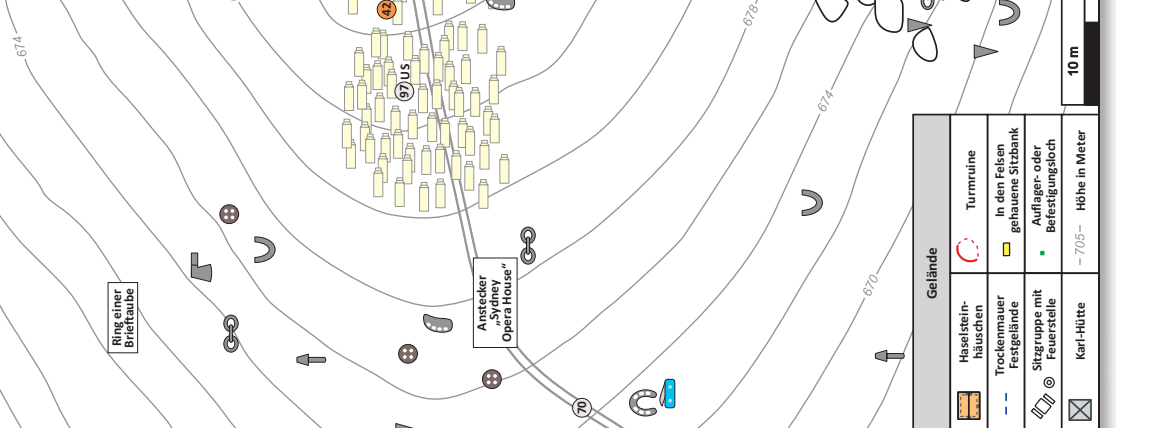 674
42
97 US
678
674
670
Ring einer
Brieftaube
Anstecker
„Sydney
Opera House“
70
10 m
Gelände
Haselstein-
häuschen
Turmruine
Trockenmauer
Festgelände
In den Felsen
gehauene Sitzbank
Sitzgruppe mit
Feuerstelle
Auflager- oder
Befestigungsloch
Karl-Hütte
–705– Höhe in Meter